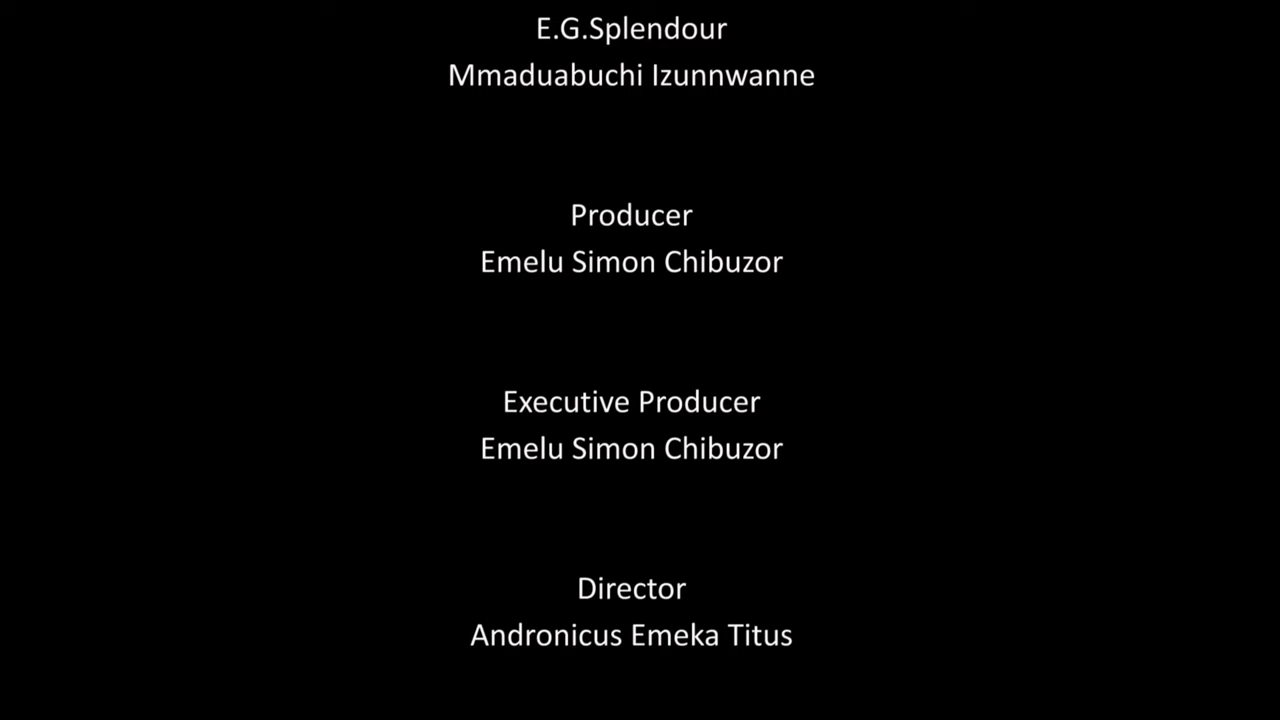 E.G.Splendour
Mmaduabuchi Izunnwanne
Producer
Emelu Simon Chibuzor
Executive Producer
Emelu Simon Chibuzor
Director
Andronicus Emeka Titus